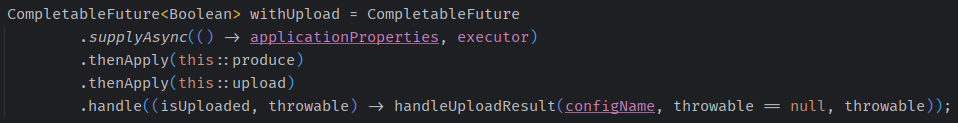 CompletableFuture<Boolean> withUpload = CompletableFuture
.supplyAsync(() -> applicationProperties, executor)
.thenApply(this::produce)
.thenApply(this::upload)
.handle((isUploaded, throwable) -> handleUploadResult(configName, throwable == null, throwable));